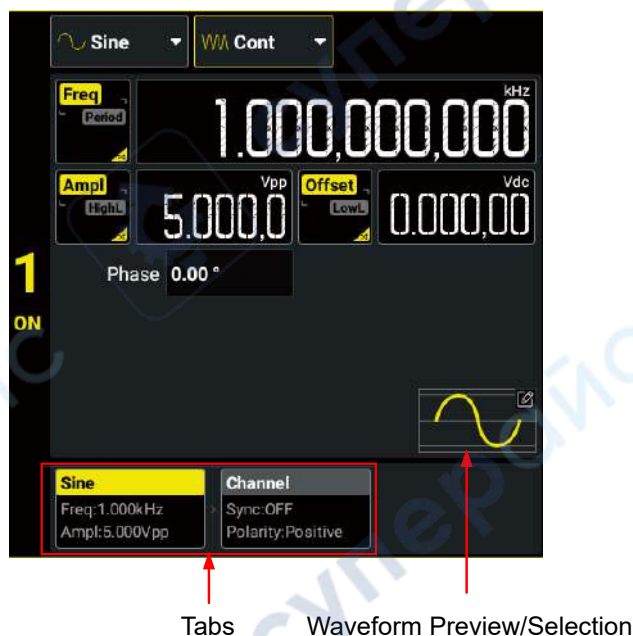 Sine Cont
Freq
Period
kHz
1.000,000,000
Ampl
HighL
Vpp
5.000,0
Offset
LowL
Vdc
0.000,00
1
ON
Phase 0.00 °
Sine
Freq:1.000kHz
Ampl:5.000Vpp
Channel
Sync:OFF
Polarity:Positive
Tabs Waveform Preview/Selection